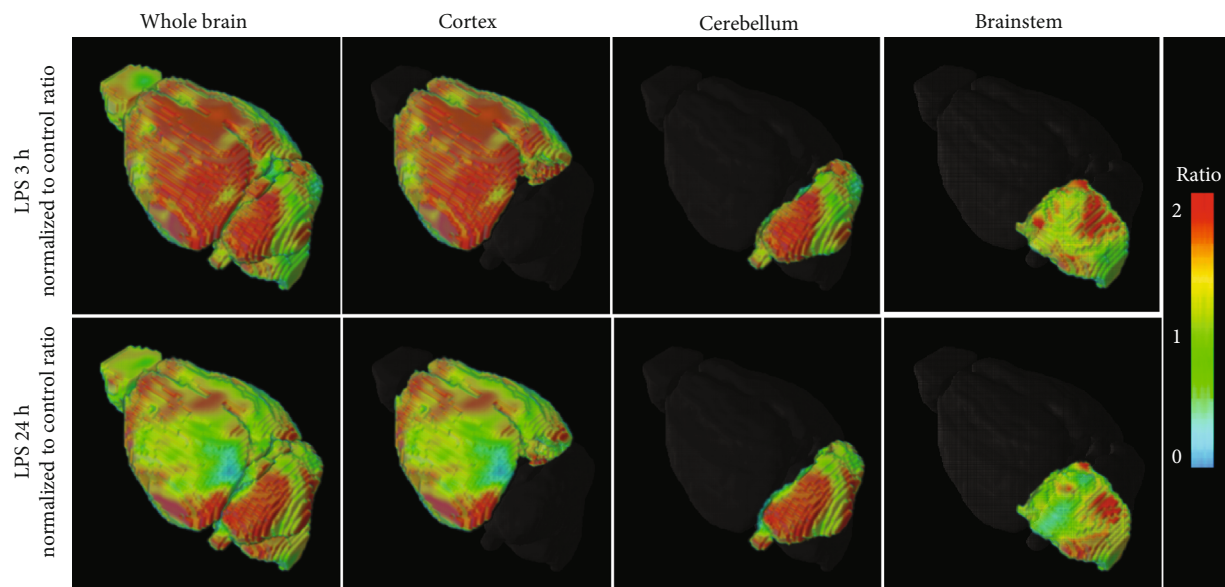 Whole brain
Cortex
Cerebellum
Brainstem
LPS 3 h
normalized to control ratio
LPS 24 h
normalized to control ratio
Ratio
2
1
0